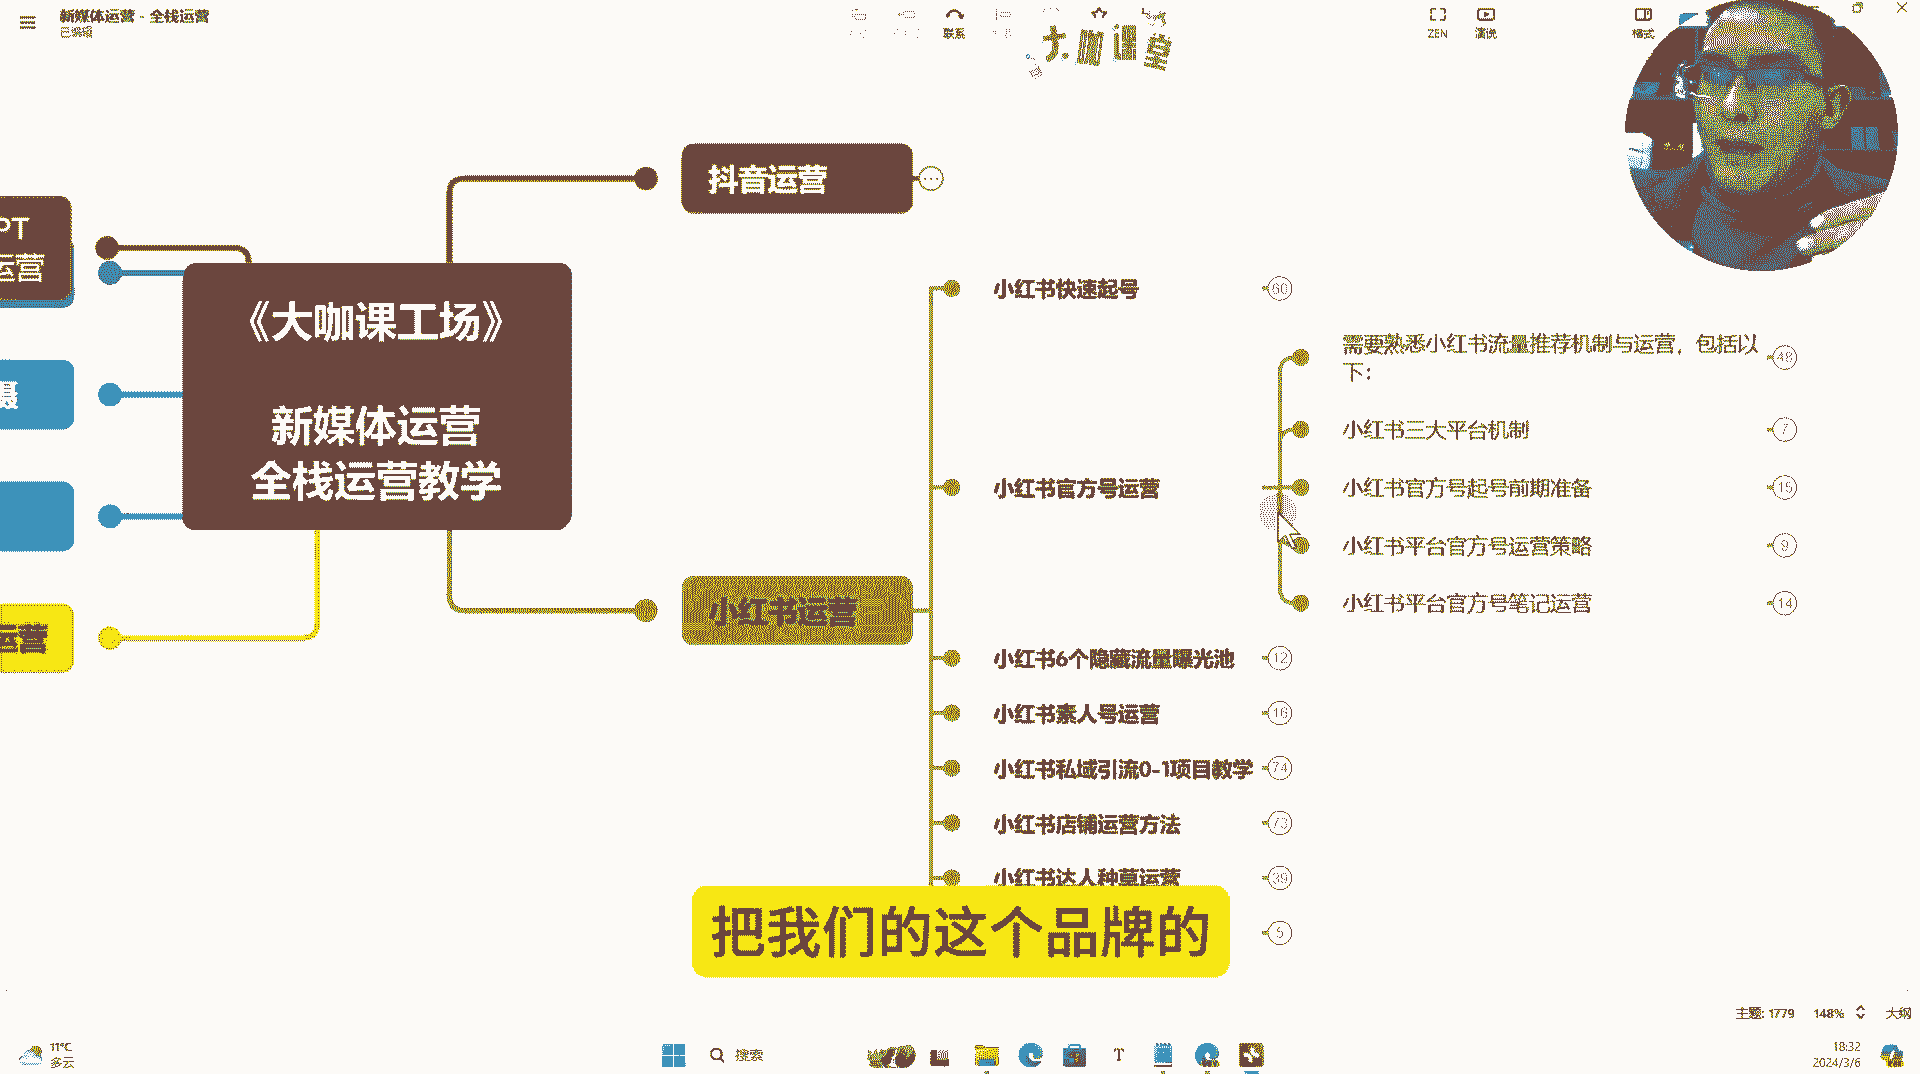 新媒体运营 - 全栈运营
已编辑
联系
大咖课堂
ZEN
演说
格式
PT
运营
抖音运营
《大咖课工场》
新媒体运营
全栈运营教学
运营
小红书运营
小红书快速起号
60
小红书官方号运营
需要熟悉小红书流量推荐机制与运营，包括以
下：
48
小红书三大平台机制
7
小红书官方号起号前期准备
15
小红书平台官方号运营策略
9
小红书平台官方号笔记运营
14
小红书6个隐藏流量曝光池
12
小红书素人号运营
16
小红书私域引流0-1项目教学
74
小红书店铺运营方法
73
小红书达人种草运营
39
把我们的这个品牌的
5
主题: 1779
148%
大纲
11°C
多云
搜索
18:32
2024/3/6